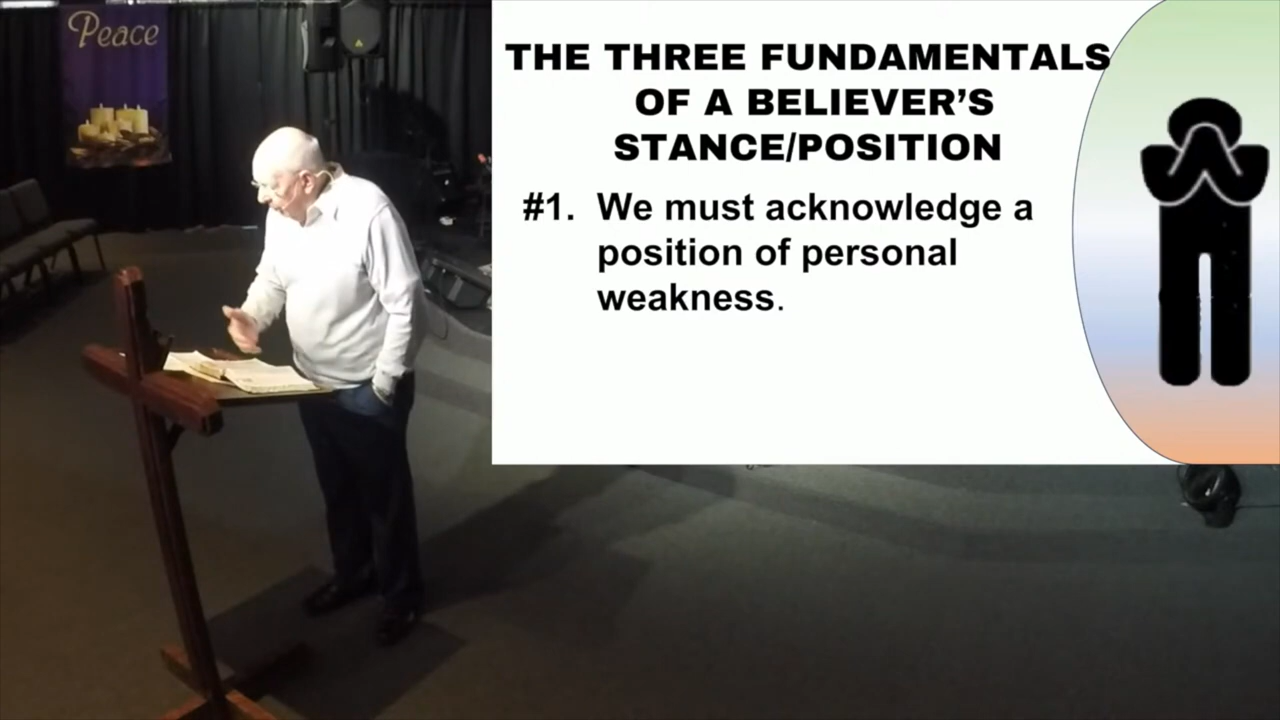 Peace
THE THREE FUNDAMENTALS
OF A BELIEVER'S
STANCE/POSITION
#1. We must acknowledge a
position of personal
weakness.